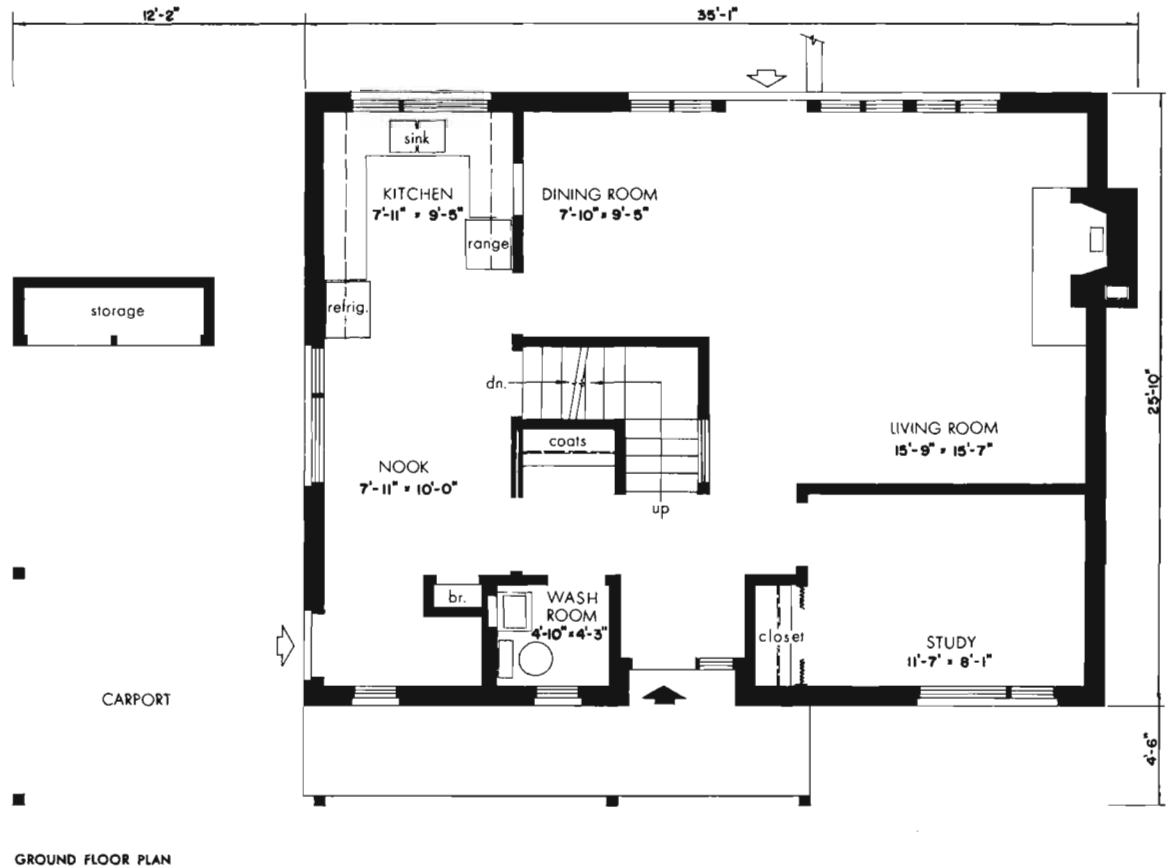 12'-2"
35'-1"
sink
KITCHEN
7'-11" × 9'-5"
DINING ROOM
7'-10" × 9'-5"
range
refrig.
storage
dn.
25'-10"
coats
LIVING ROOM
15'-9" × 15'-7"
NOOK
7'-11" × 10'-0"
up
br.
WASH
ROOM
4'-10" × 4'-3"
closet
STUDY
11'-7' × 8'-1"
CARPORT
4'-6"
GROUND FLOOR PLAN